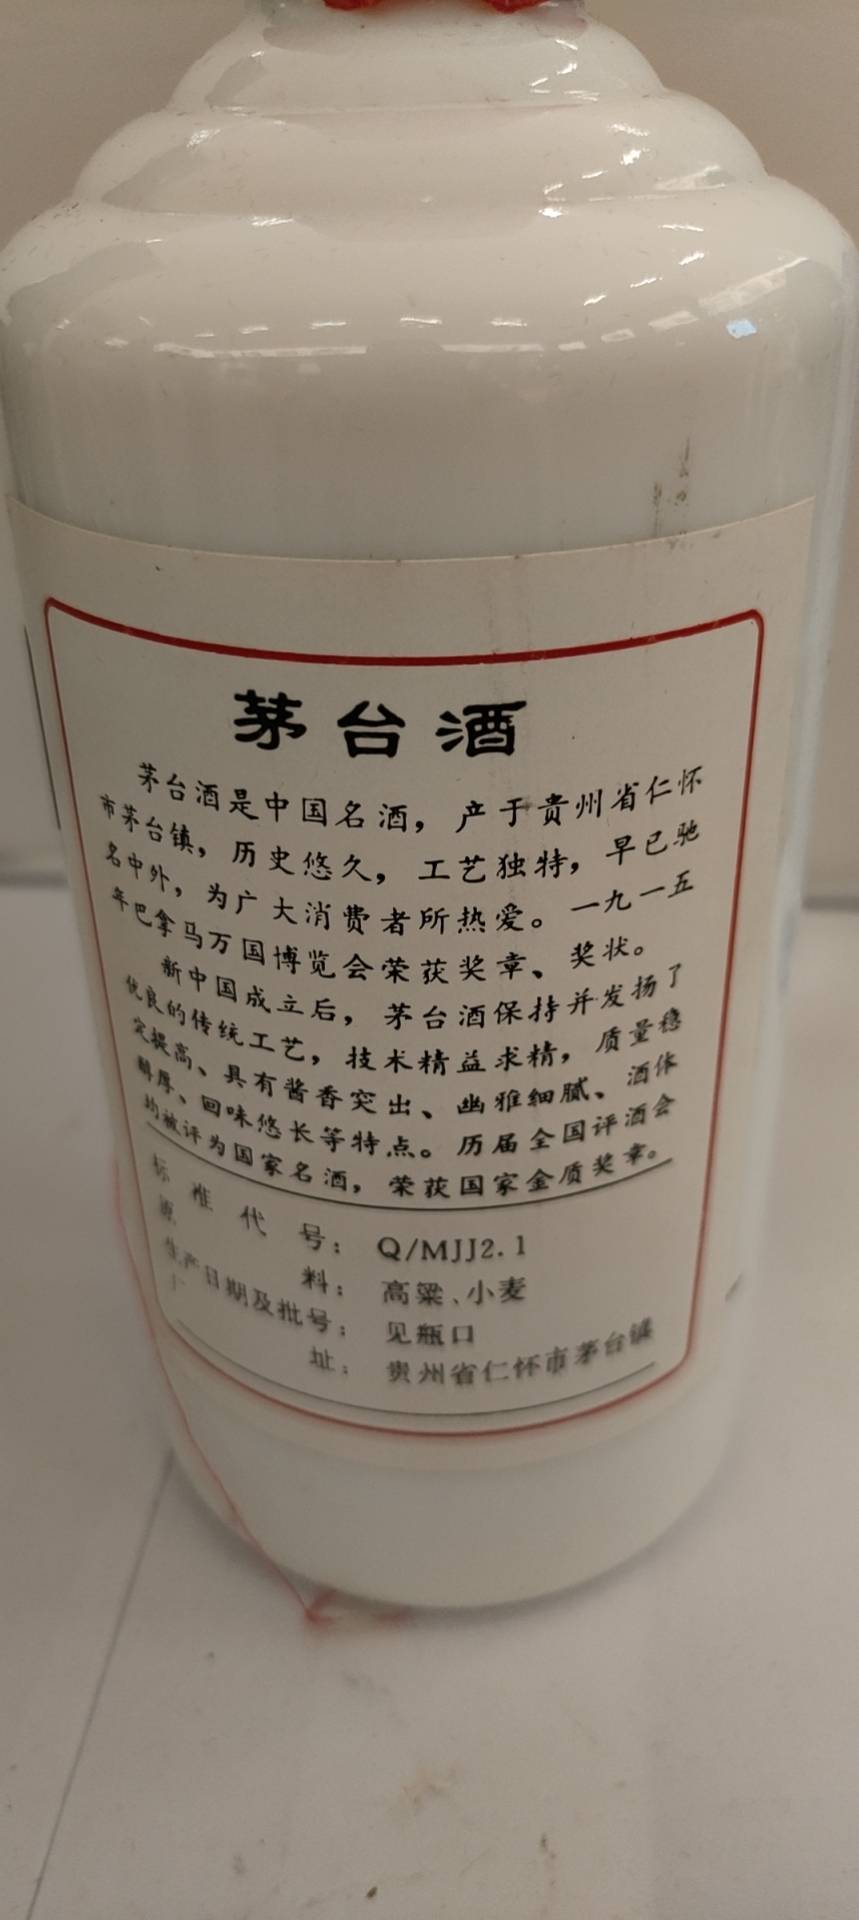 茅台酒
茅台酒是中国名酒，产于贵州省仁怀
市茅台镇，历史悠久，工艺独特，早已驰
名中外，为广大消费者所热爱。一九一五
年巴拿马万国博览会荣获奖章、奖状。
新中国成立后，茅台酒保持并发扬了
优良的传统工艺，技术精益求精，质量稳
定提高、具有酱香突出、幽雅细腻、酒体
醇厚、回味悠长等特点。历届全国评酒会
均被评为国家名酒，荣获国家金质奖章。
标准代号：Q/MJJ2.1
原料：高粱、小麦
生产日期及批号：见瓶口
厂址：贵州省仁怀市茅台镇